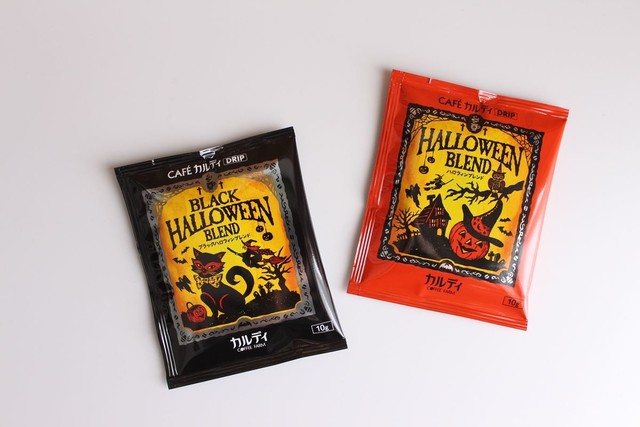 CAFÉ カルディ DRIP
BLACK
HALLOWEEN
BLEND
ブラックハロウィンブレンド
10g
カルディ
COFFEE FARM
CAFÉ カルディ DRIP
HALLOWEEN
BLEND
ハロウィンブレンド
10g
カルディ
COFFEE FARM